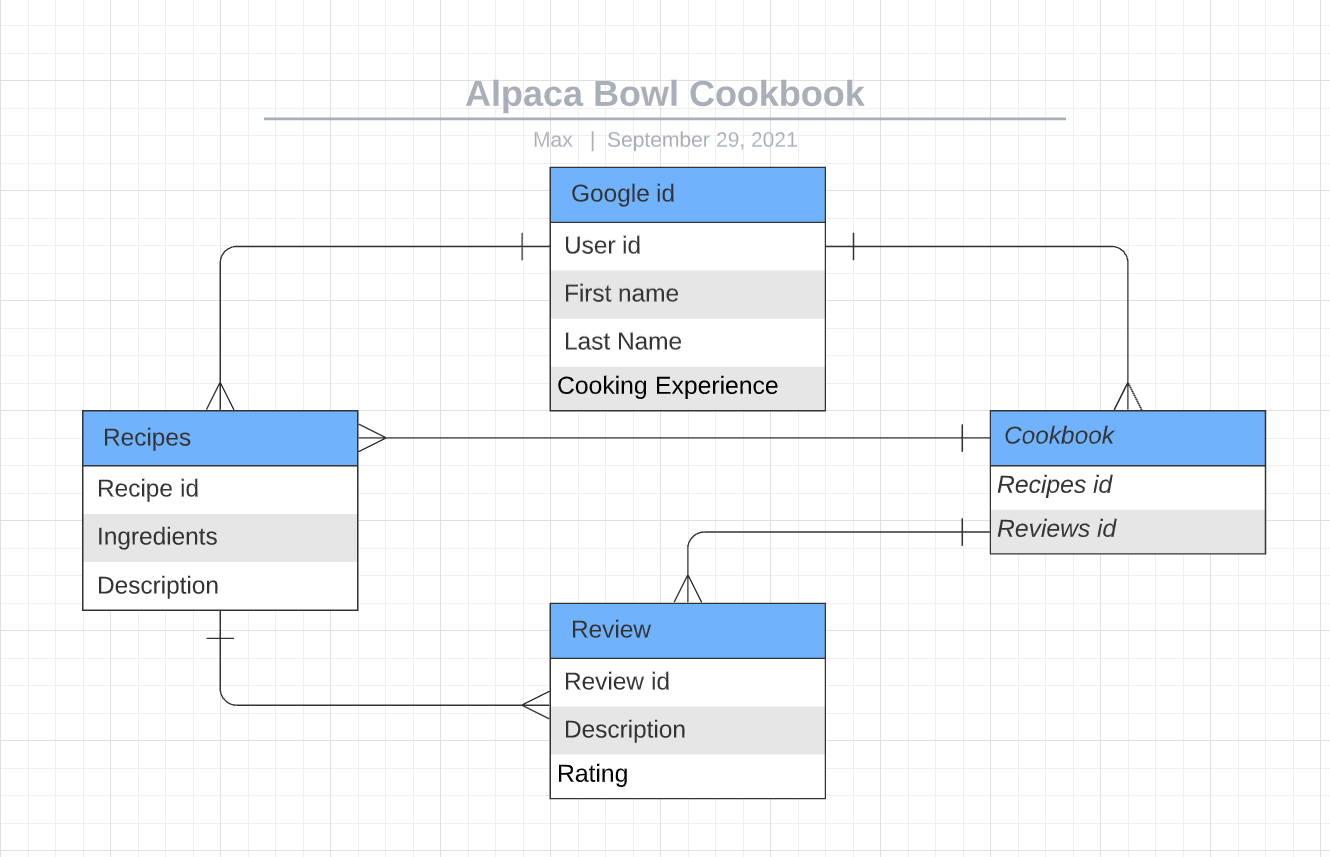 Alpaca Bowl Cookbook
Max | September 29, 2021
Google id
User id
First name
Last Name
Cooking Experience
Recipes
Recipe id
Ingredients
Description
Cookbook
Recipes id
Reviews id
Review
Review id
Description
Rating